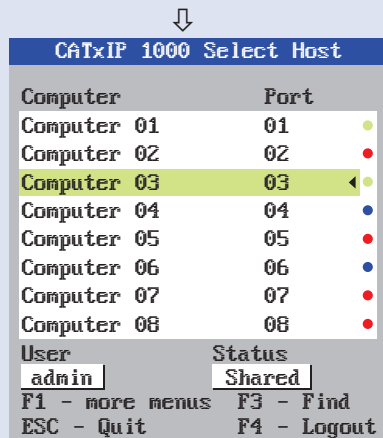 CATxIP 1000 Select Host
Computer Port
Computer 01 01
Computer 02 02
Computer 03 03
Computer 04 04
Computer 05 05
Computer 06 06
Computer 07 07
Computer 08 08
User Status
admin Shared
F1 - more menus F3 - Find
ESC - Quit F4 - Logout